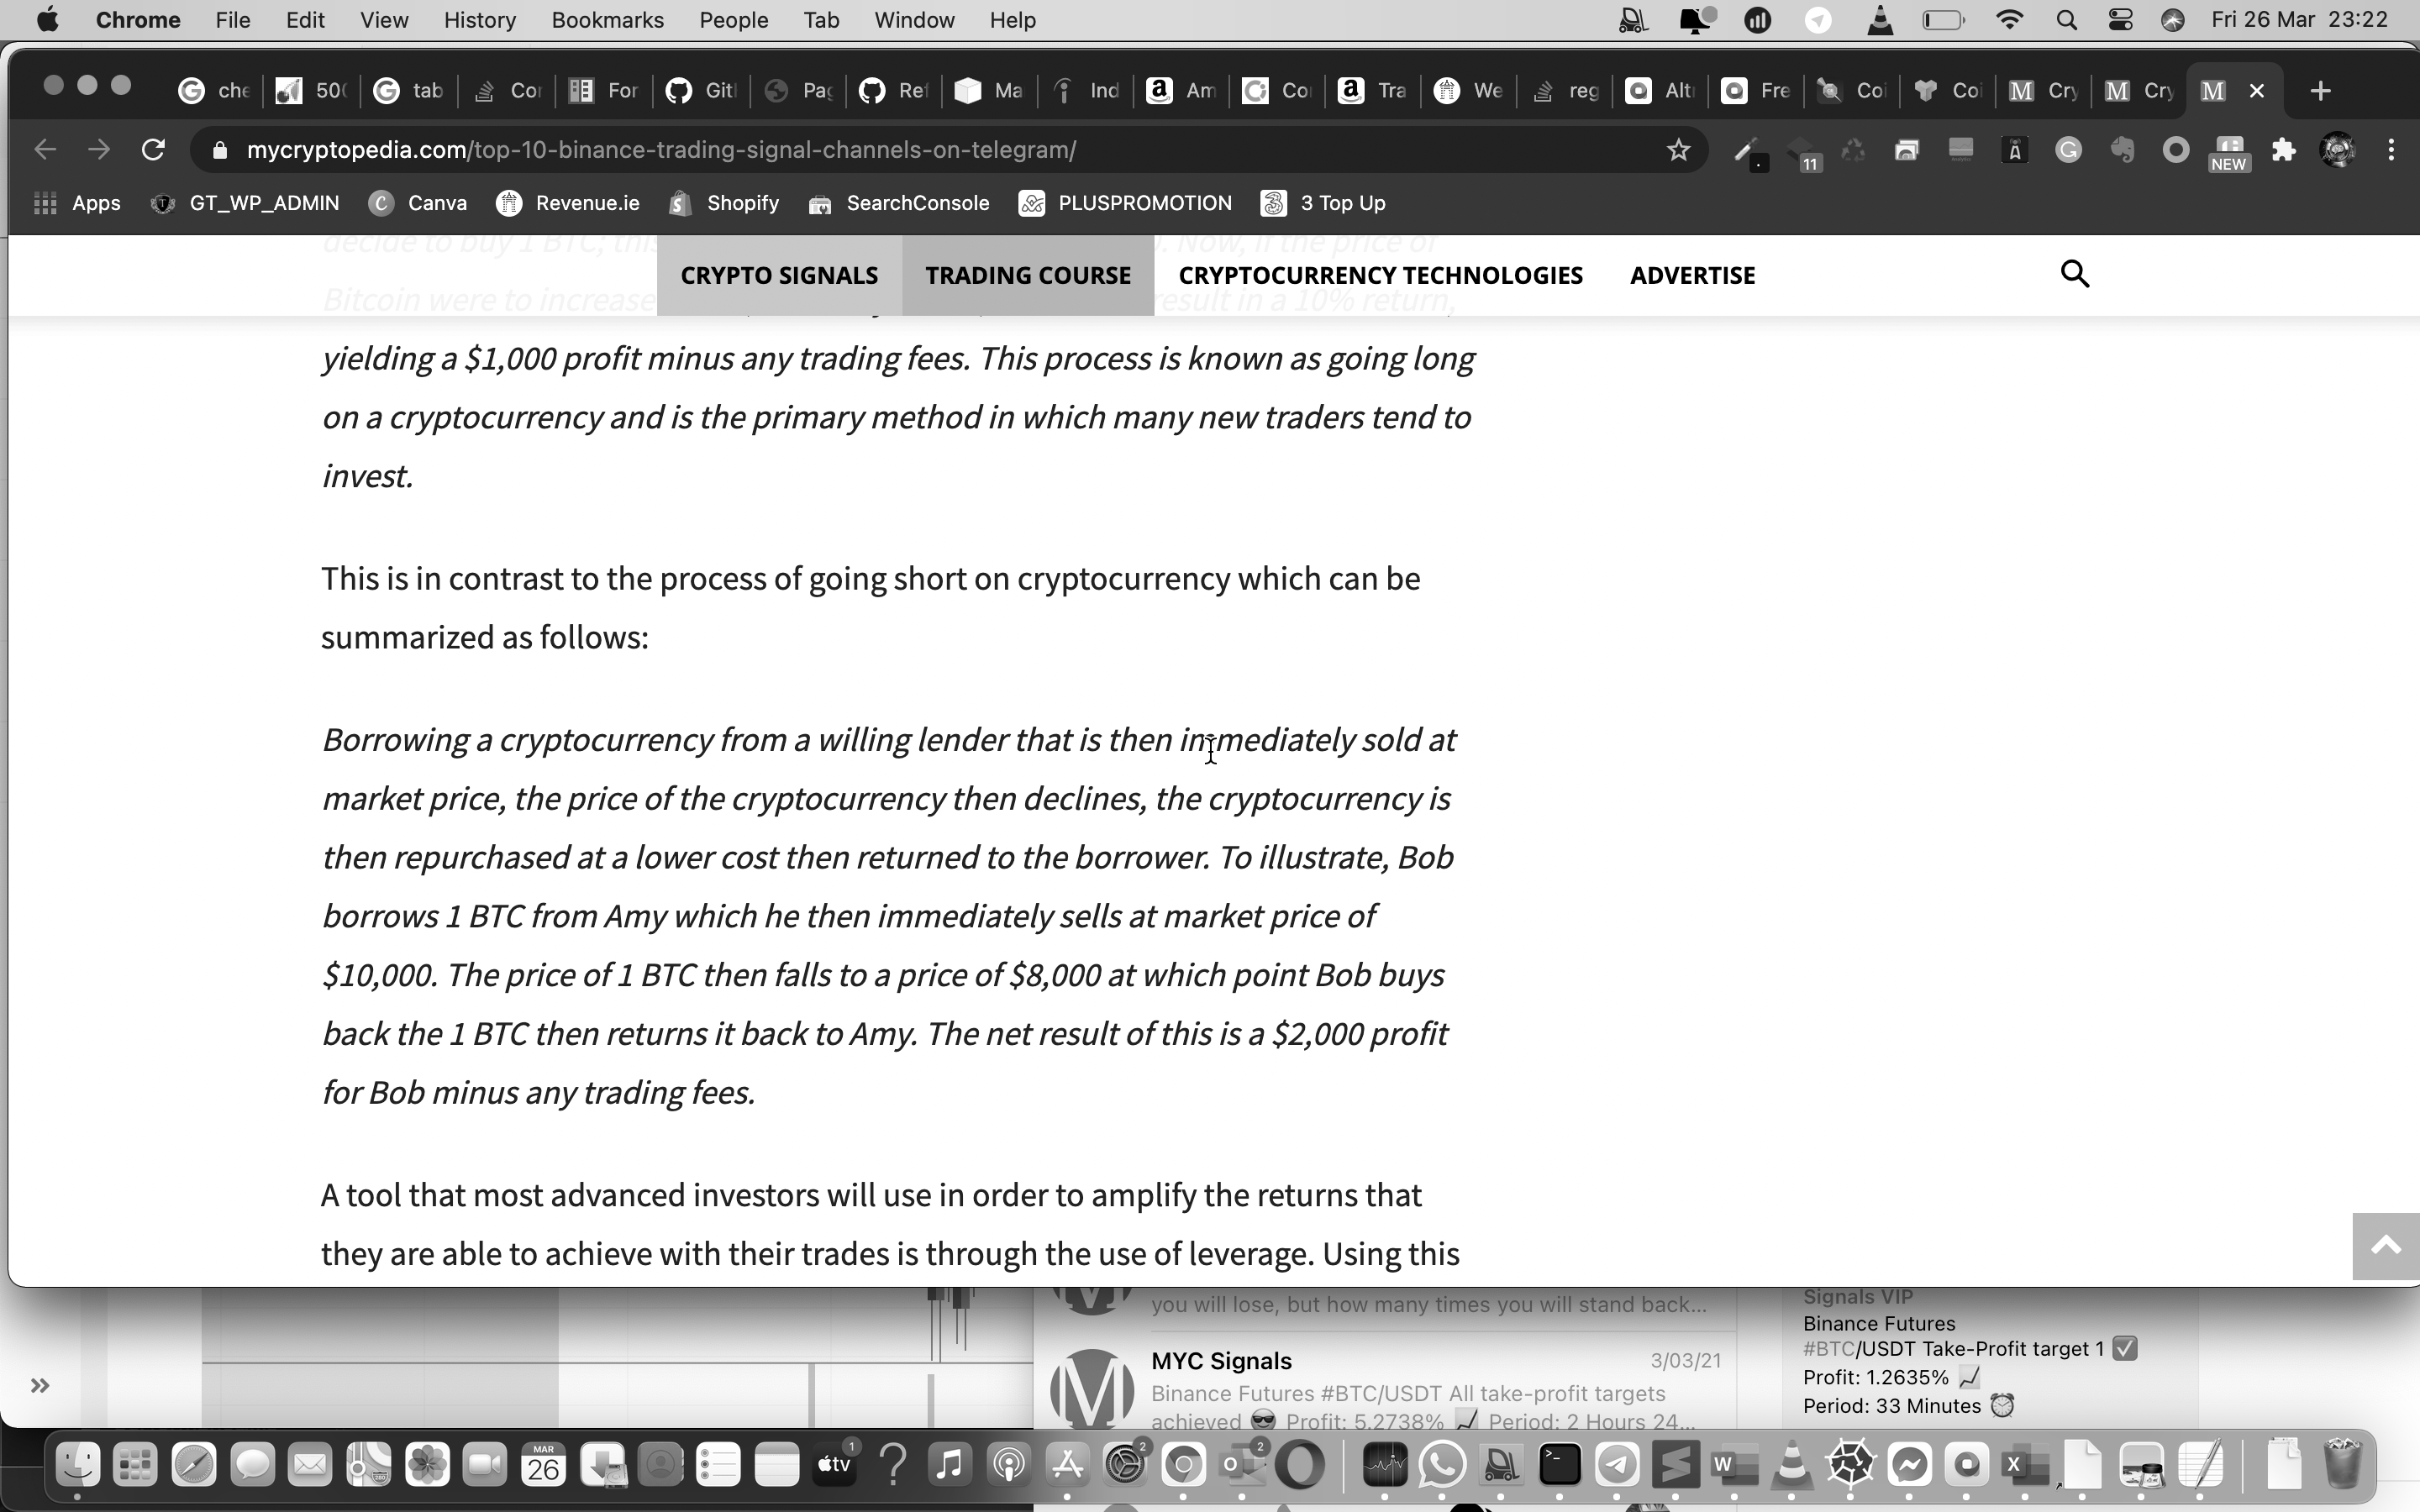 Chrome File Edit View History Bookmarks People Tab Window Help Fri 26 Mar 23:22
che 50 tab Cor For Gitl Pag Ref Ma Ind Am Co Tra We reg Alt Fre Coi Coi Cry Cry
mycryptopedia.com/top-10-binance-trading-signal-channels-on-telegram/ 11 NEW
Apps GT_WP_ADMIN Canva Revenue.ie Shopify SearchConsole PLUSPROMOTION 3 Top Up
decide to buy 1 BTC; this . Now, if the price of
CRYPTO SIGNALS TRADING COURSE CRYPTOCURRENCY TECHNOLOGIES ADVERTISE
Bitcoin were to increase result in a 10% return,
yielding a $1,000 profit minus any trading fees. This process is known as going long
on a cryptocurrency and is the primary method in which many new traders tend to
invest.
This is in contrast to the process of going short on cryptocurrency which can be
summarized as follows:
Borrowing a cryptocurrency from a willing lender that is then immediately sold at
market price, the price of the cryptocurrency then declines, the cryptocurrency is
then repurchased at a lower cost then returned to the borrower. To illustrate, Bob
borrows 1 BTC from Amy which he then immediately sells at market price of
$10,000. The price of 1 BTC then falls to a price of $8,000 at which point Bob buys
back the 1 BTC then returns it back to Amy. The net result of this is a $2,000 profit
for Bob minus any trading fees.
A tool that most advanced investors will use in order to amplify the returns that
they are able to achieve with their trades is through the use of leverage. Using this
you will lose, but how many times you will stand back...
MYC Signals 3/03/21
Binance Futures #BTC/USDT All take-profit targets
achieved 😎 Profit: 5.2738% 📈 Period: 2 Hours 24...
Signals VIP
Binance Futures
#BTC/USDT Take-Profit target 1 ✅
Profit: 1.2635% 📈
Period: 33 Minutes ⏰
MAR
26
tv 1 2 2